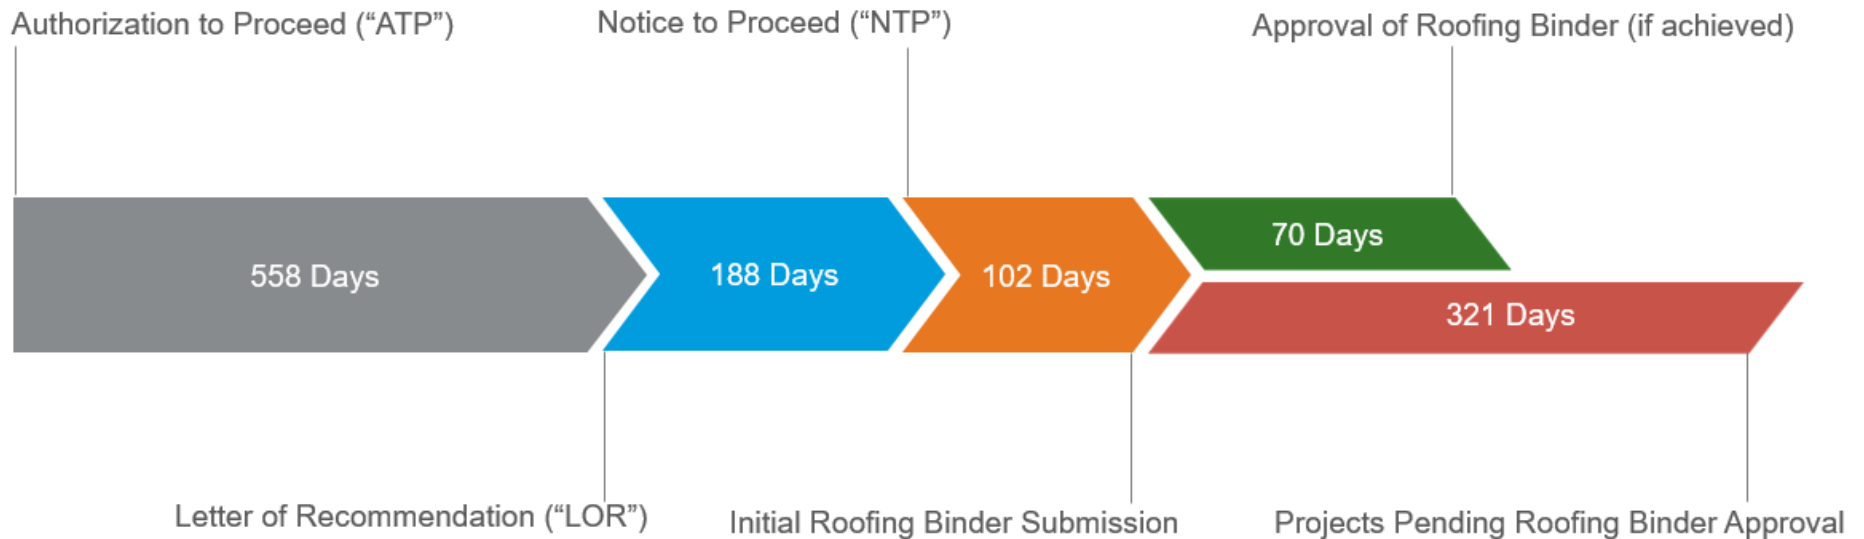 Authorization to Proceed (“ATP”)
Notice to Proceed (“NTP”)
Approval of Roofing Binder (if achieved)
558 Days
188 Days
102 Days
70 Days
321 Days
Letter of Recommendation (“LOR”)
Initial Roofing Binder Submission
Projects Pending Roofing Binder Approval